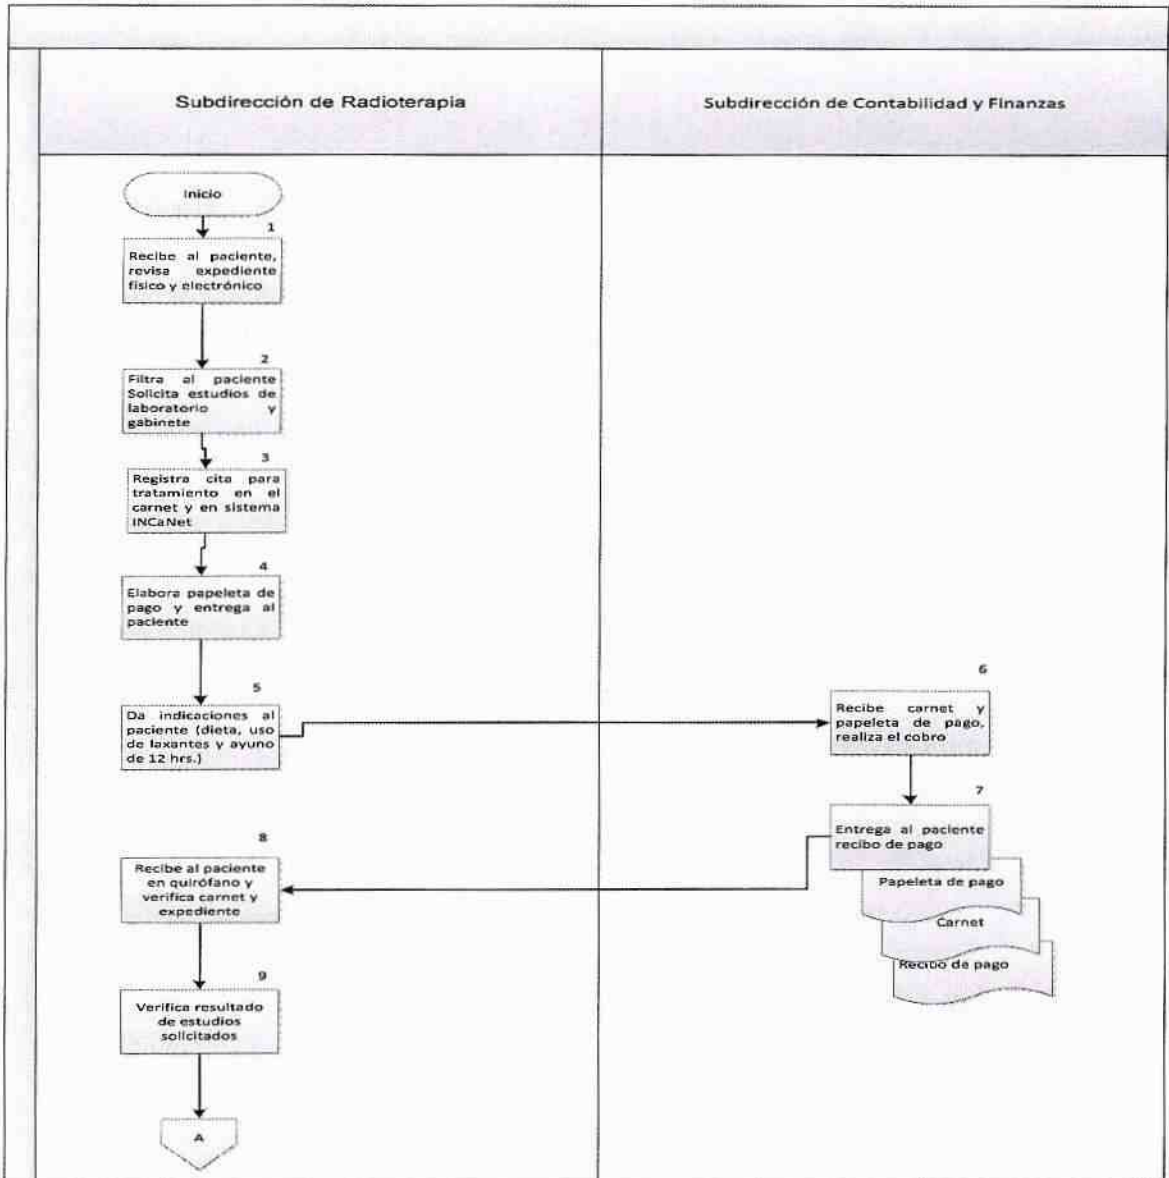 Subdirección de Radioterapia
Subdirección de Contabilidad y Finanzas
Inicio
1
Recibe al paciente,
revisa expediente
físico y electrónico
2
Filtra al paciente
Solicita estudios de
laboratorio y
gabinete
3
Registra cita para
tratamiento en el
carnet y en sistema
INCaNet
4
Elabora papeleta de
pago y entrega al
paciente
5
Da indicaciones al
paciente (dieta, uso
de laxantes y ayuno
de 12 hrs.)
6
Recibe carnet y
papeleta de pago,
realiza el cobro
7
Entrega al paciente
recibo de pago
Papeleta de pago
Carnet
Recibo de pago
8
Recibe al paciente
en quirófano y
verifica carnet y
expediente
9
Verifica resultado
de estudios
solicitados
A